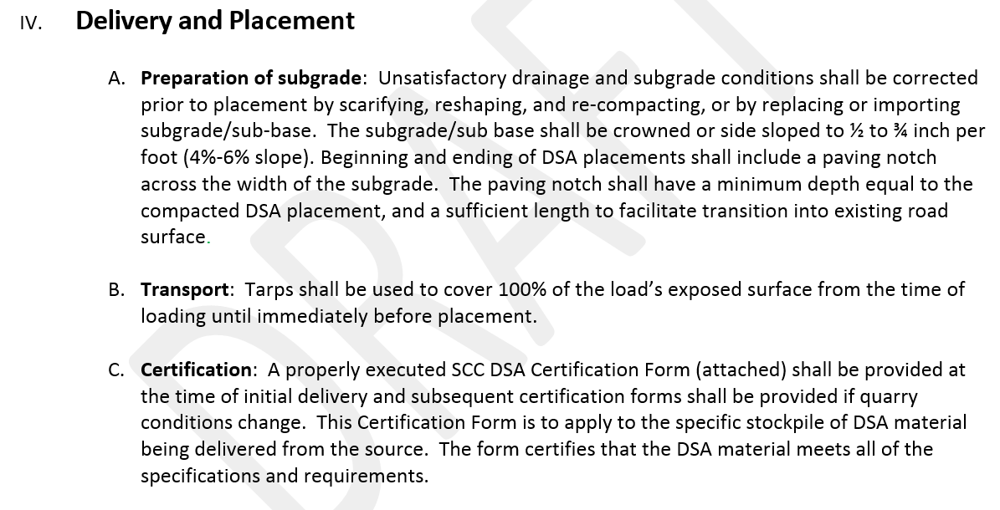 IV. Delivery and Placement
A. Preparation of subgrade: Unsatisfactory drainage and subgrade conditions shall be corrected
prior to placement by scarifying, reshaping, and re-compacting, or by replacing or importing
subgrade/sub-base. The subgrade/sub base shall be crowned or side sloped to ½ to ¾ inch per
foot (4%-6% slope). Beginning and ending of DSA placements shall include a paving notch
across the width of the subgrade. The paving notch shall have a minimum depth equal to the
compacted DSA placement, and a sufficient length to facilitate transition into existing road
surface.
B. Transport: Tarps shall be used to cover 100% of the load’s exposed surface from the time of
loading until immediately before placement.
C. Certification: A properly executed SCC DSA Certification Form (attached) shall be provided at
the time of initial delivery and subsequent certification forms shall be provided if quarry
conditions change. This Certification Form is to apply to the specific stockpile of DSA material
being delivered from the source. The form certifies that the DSA material meets all of the
specifications and requirements.
DRAFT